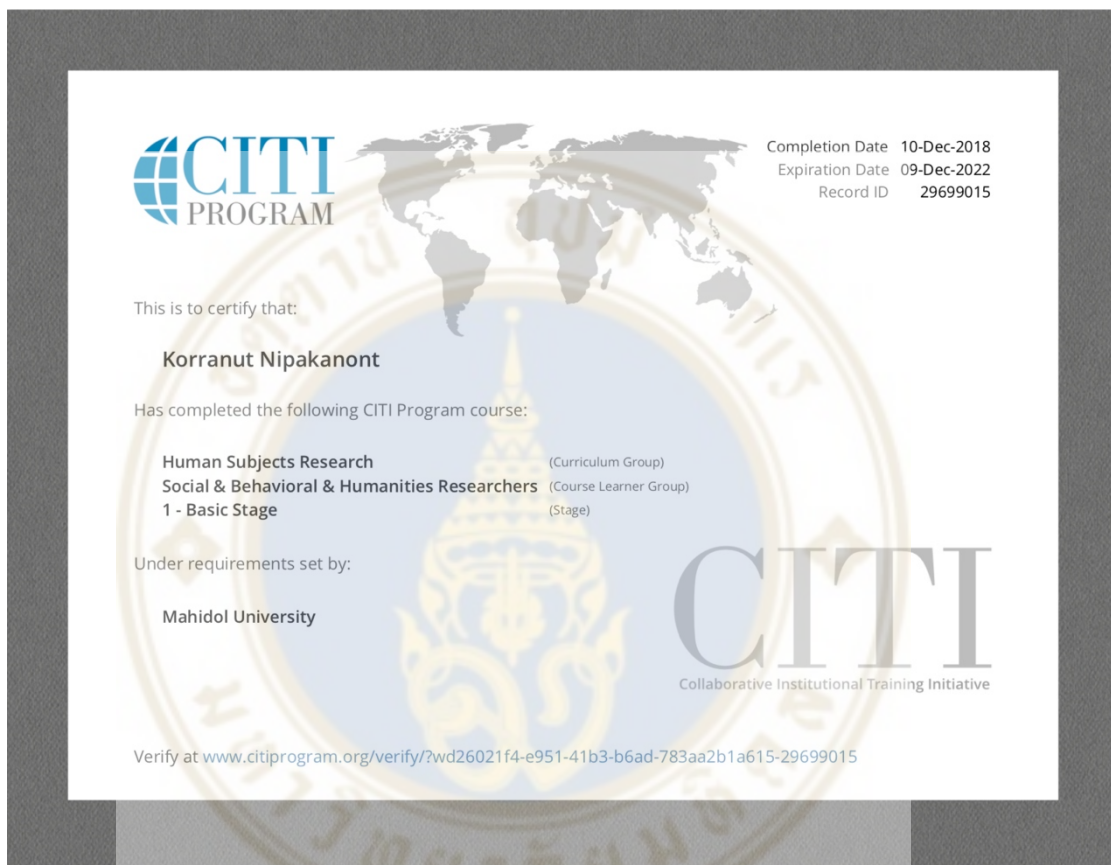 CITI
PROGRAM
Completion Date 10-Dec-2018
Expiration Date 09-Dec-2022
Record ID 29699015
This is to certify that:
Korranut Nipakanont
Has completed the following CITI Program course:
Human Subjects Research (Curriculum Group)
Social & Behavioral & Humanities Researchers (Course Learner Group)
1 - Basic Stage (Stage)
Under requirements set by:
Mahidol University
CITI
Collaborative Institutional Training Initiative
Verify at www.citiprogram.org/verify/?wd26021f4-e951-41b3-b6ad-783aa2b1a615-29699015